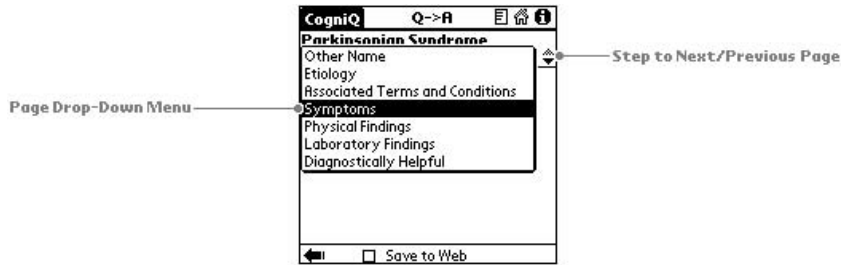 CogniQ Q->A
Parkinsonian Syndrome
Other Name
Step to Next/Previous Page
Etiology
Associated Terms and Conditions
Page Drop-Down Menu
Symptoms
Physical Findings
Laboratory Findings
Diagnostically Helpful
Save to Web